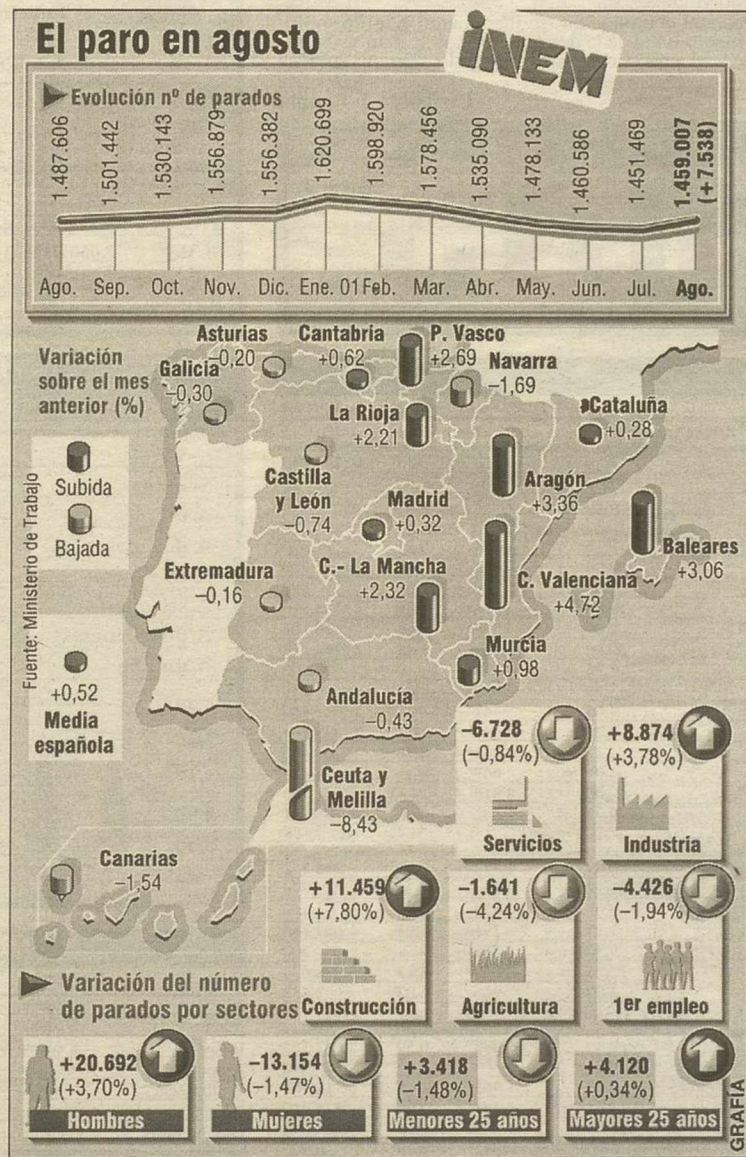 El paro en agosto
INEM
Evolución nº de parados
1.487.606
1.501.442
1.530.143
1.556.879
1.556.382
1.620.699
1.598.920
1.578.456
1.535.090
1.478.133
1.460.586
1.451.469
1.459.007
(+7.538)
Ago. Sep. Oct. Nov. Dic. Ene. 01 Feb. Mar. Abr. May. Jun. Jul. Ago.
Variación
sobre el mes
anterior (%)
Subida
Bajada
Fuente: Ministerio de Trabajo
+0,52
Media
española
Asturias
–0,20
Cantabria
+0,62
P. Vasco
+2,69
Navarra
–1,69
Galicia
–0,30
La Rioja
+2,21
Cataluña
+0,28
Castilla
y León
–0,74
Aragón
+3,36
Madrid
+0,32
Baleares
+3,06
Extremadura
–0,16
C.- La Mancha
+2,32
C. Valenciana
+4,72
Murcia
+0,98
Andalucía
–0,43
Ceuta y
Melilla
–8,43
Canarias
–1,54
–6.728
(–0,84%)
Servicios
+8.874
(+3,78%)
Industria
+11.459
(+7,80%)
Construcción
–1.641
(–4,24%)
Agricultura
–4.426
(–1,94%)
1er empleo
Variación del número
de parados por sectores
+20.692
(+3,70%)
Hombres
–13.154
(–1,47%)
Mujeres
+3.418
(–1,48%)
Menores 25 años
+4.120
(+0,34%)
Mayores 25 años
GRAFIA